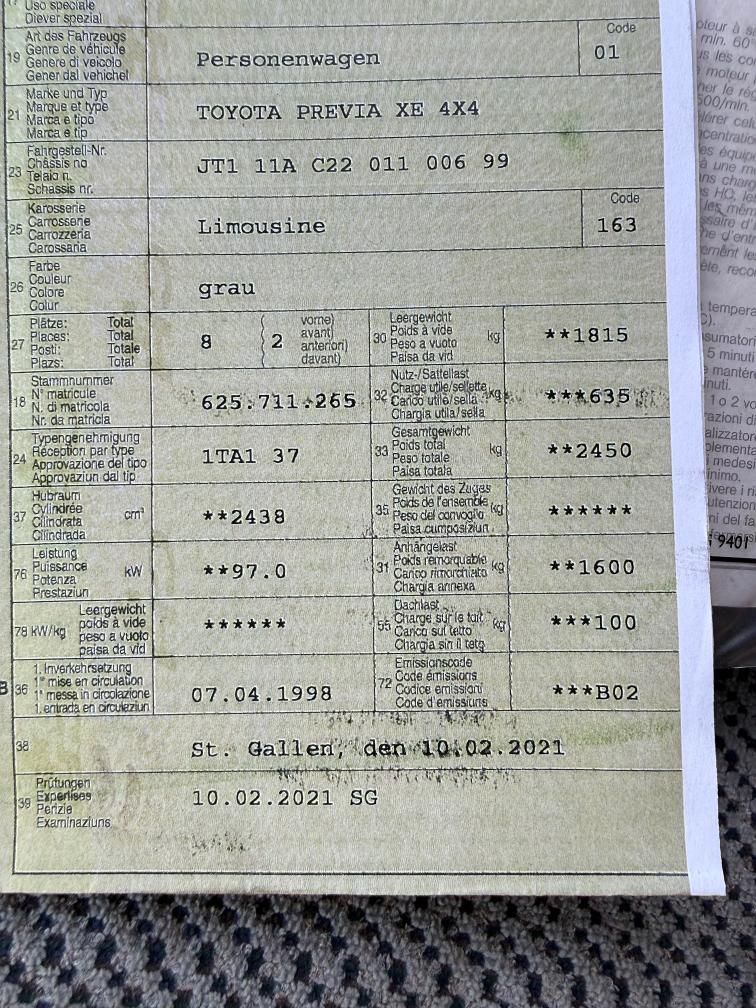 Uso speciale
Diever spezial
19 Art des Fahrzeugs
Genre de véhicule
Genere di veicolo
Gener dal vehichel
Personenwagen
Code
01
21 Marke und Typ
Marque et type
Marca e tipo
Marca e tip
TOYOTA PREVIA XE 4X4
23 Fahrgestell-Nr.
Châssis no
Telaio n.
Schassis nr.
JT1 11A C22 011 006 99
25 Karosserie
Carrosserie
Carrozzeria
Carossaria
Limousine
Code
163
26 Farbe
Couleur
Colore
Colur
grau
27 Plätze: Total
Places: Total
Posti: Totale
Plazs: Total
8
2
vorne)
avant)
anteriori)
davant)
30 Leergewicht
Poids à vide
Peso a vuoto
Paisa da vid
kg
**1815
18 Stammnummer
N° matricule
N. di matricola
Nr. da matricla
625.711.265
32 Nutz-/Sattellast
Charge utile/sellette
Carico utile/sella
Chargia utila/sella
kg
***635
24 Typengenehmigung
Réception par type
Approvazione del tipo
Approvaziun dal tip
1TA1 37
33 Gesamtgewicht
Poids total
Peso totale
Paisa totala
kg
**2450
37 Hubraum
Cylindrée
Cilindrata
Cilindrada
cm³
**2438
35 Gewicht des Zuges
Poids de l'ensemble
Peso del convoglio
Paisa cumposiziun
kg
******
76 Leistung
Puissance
Potenza
Prestaziun
kW
**97.0
31 Anhängelast
Poids remorquable
Carico rimorchiato
Chargia annexa
kg
**1600
78 kW/kg
Leergewicht
poids à vide
peso a vuoto
paisa da vid
******
55 Dachlast
Charge sur le toit
Carico sul tetto
Chargia sin il tetg
kg
***100
B 36 1. Inverkehrsetzung
1re mise en circulation
1a messa in circolazione
1. entrada en circulaziun
07.04.1998
72 Emissionscode
Code émissions
Codice emissioni
Code d'emissiuns
***B02
38
St. Gallen, den 10.02.2021
39 Prüfungen
Expertises
Perizie
Examinaziuns
10.02.2021 SG
9401